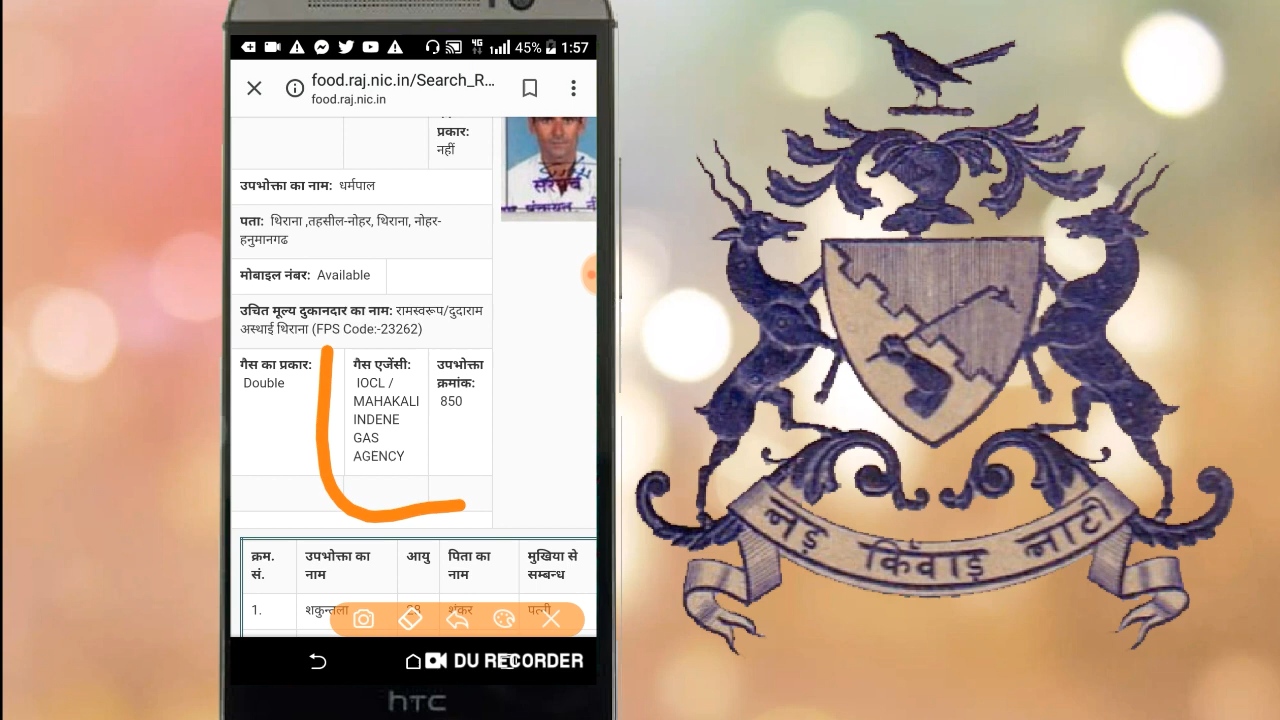 45% 1:57
food.raj.nic.in/Search_R...
food.raj.nic.in
प्रकार:
नहीं
सरपंच
उपभोक्ता का नाम: धर्मपाल
पता: थिराना ,तहसील-नोहर, थिराना, नोहर-
हनुमानगढ
मोबाइल नंबर: Available
उचित मूल्य दुकानदार का नाम: रामस्वरूप/दुदाराम
अस्थाई थिराना (FPS Code:-23262)
गैस का प्रकार:
Double
गैस एजेंसी:
IOCL /
MAHAKALI
INDENE
GAS
AGENCY
उपभोक्ता
क्रमांक:
850
क्रम.
सं.
उपभोक्ता का
नाम
आयु
पिता का
नाम
मुखिया से
सम्बन्ध
1.
शकुन्तला
शंकर
पत्नी
DU RECORDER
hTC